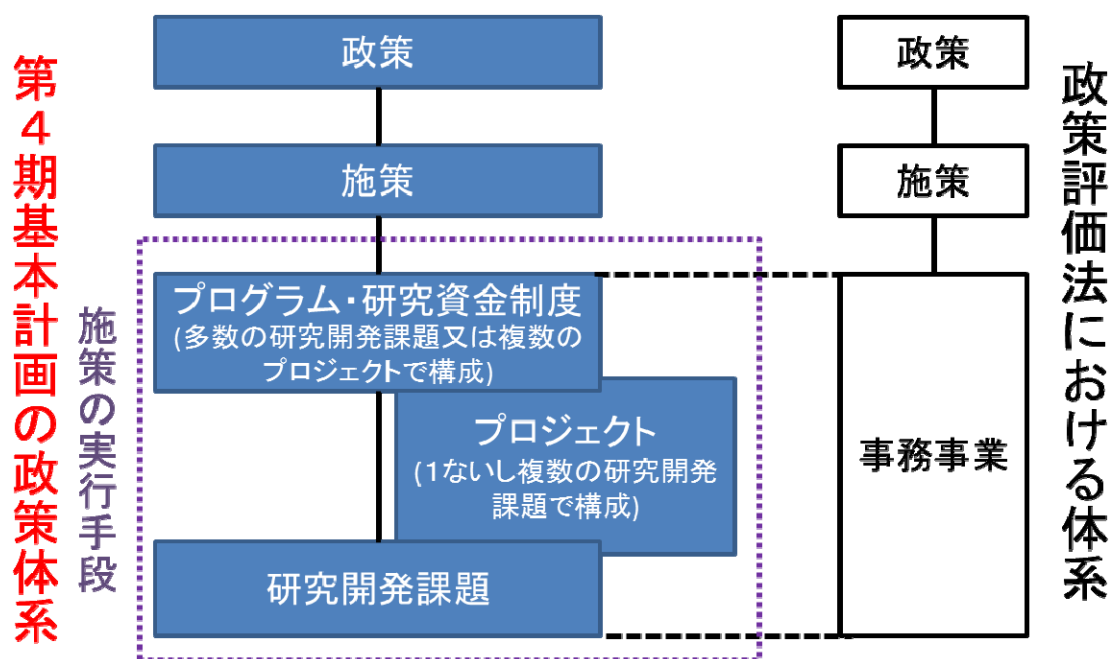 第４期基本計画の政策体系
施策の実行手段
政策
施策
プログラム・研究資金制度
(多数の研究開発課題又は複数の
プロジェクトで構成)
プロジェクト
(1ないし複数の研究開発
課題で構成)
研究開発課題
政策
施策
事務事業
政策評価法における体系